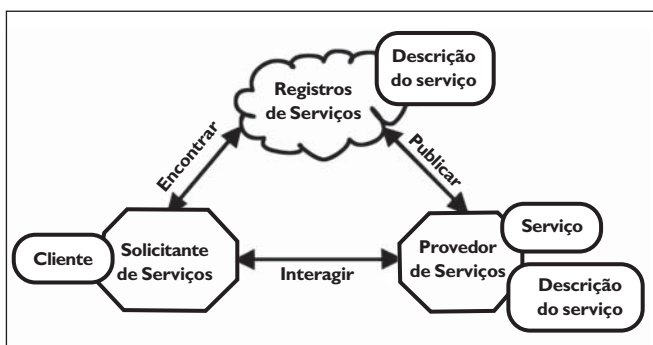 Registros
de Serviços
Descrição
do serviço
Encontrar
Publicar
Cliente
Solicitante
de Serviços
Interagir
Provedor
de Serviços
Serviço
Descrição
do serviço